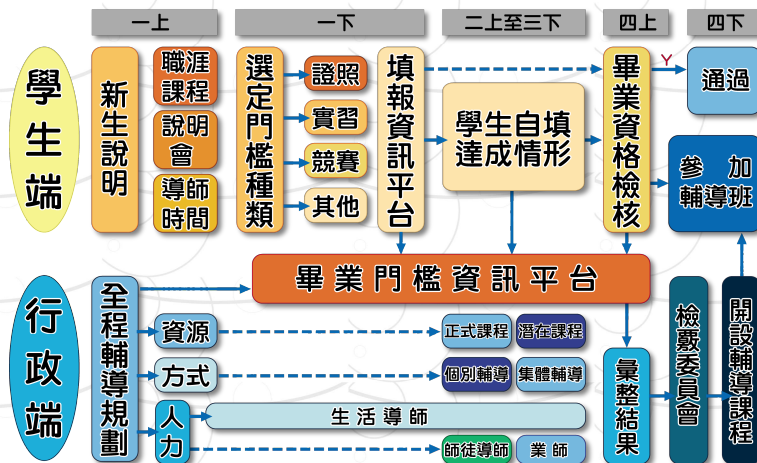 一上
一下
二上至三下
四上
四下
學生端
新生說明
職涯
課程
說明
會
導師
時間
選定門檻種類
證照
實習
競賽
其他
填報資訊平台
學生自填
達成情形
畢業資格檢核
Y
通過
參 加
輔導班
畢業門檻資訊平台
行政端
全程輔導規劃
資源
方式
人力
正式課程
潛在課程
個別輔導
集體輔導
生活導師
師徒導師
業師
彙整結果
檢覈委員會
開設輔導課程